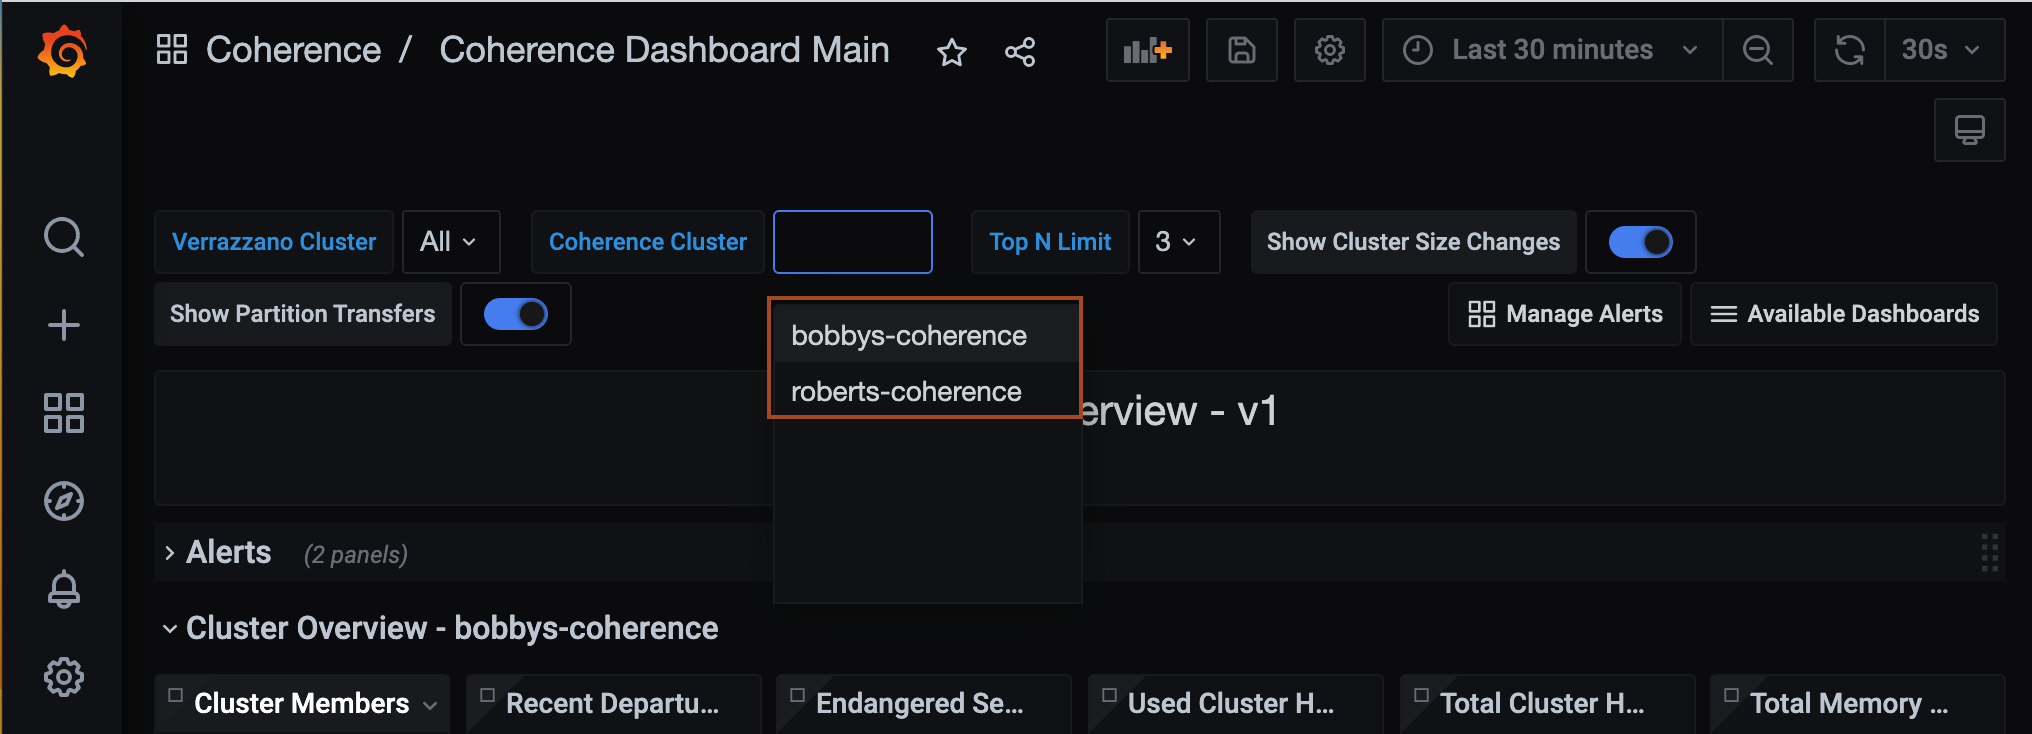 Coherence / Coherence Dashboard Main
Last 30 minutes
30s
Verrazzano Cluster All Coherence Cluster Top N Limit 3 Show Cluster Size Changes
Show Partition Transfers Manage Alerts Available Dashboards
bobbys-coherence
roberts-coherence
erview - v1
Alerts (2 panels)
Cluster Overview - bobbys-coherence
Cluster Members Recent Departu... Endangered Se... Used Cluster H... Total Cluster H... Total Memory ...